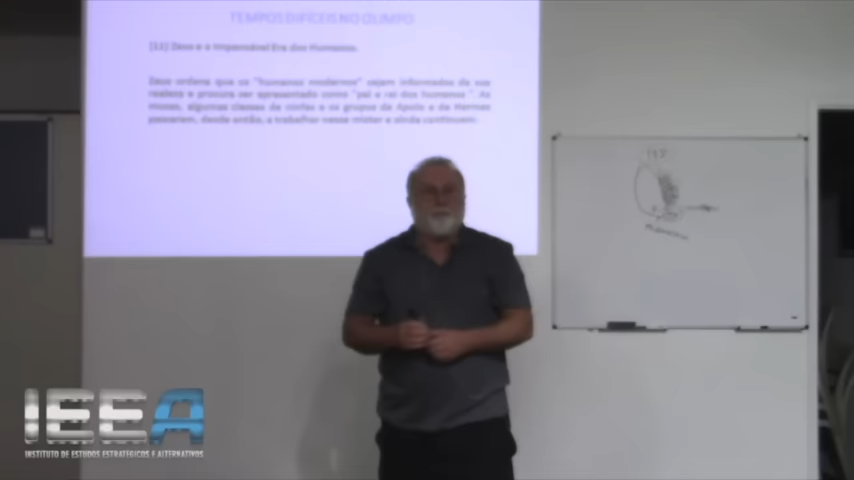 TEMPOS DIFÍCEIS NO OLIMPO
(11) Zeus e a Impensável Era dos Humanos.
Zeus ordena que os "humanos modernos" sejam informados da sua
realeza e procura ser apresentado como "pai e rei dos humanos". As
musas, algumas classes de ninfas e os grupos de Apolo e de Hermes
passaram, desde então, a trabalhar nesse mister e ainda continuam.
IEEA
INSTITUTO DE ESTUDOS ESTRATÉGICOS E ALTERNATIVOS